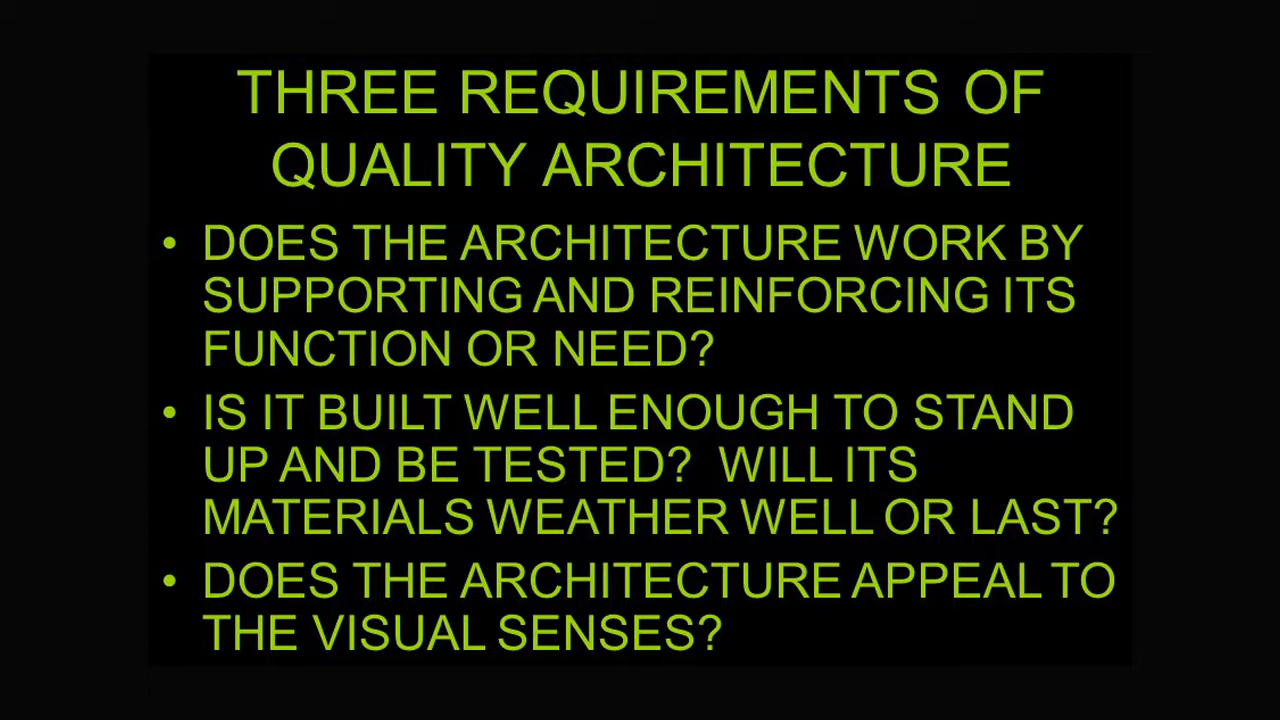 THREE REQUIREMENTS OF
QUALITY ARCHITECTURE
• DOES THE ARCHITECTURE WORK BY
SUPPORTING AND REINFORCING ITS
FUNCTION OR NEED?
• IS IT BUILT WELL ENOUGH TO STAND
UP AND BE TESTED?  WILL ITS
MATERIALS WEATHER WELL OR LAST?
• DOES THE ARCHITECTURE APPEAL TO
THE VISUAL SENSES?